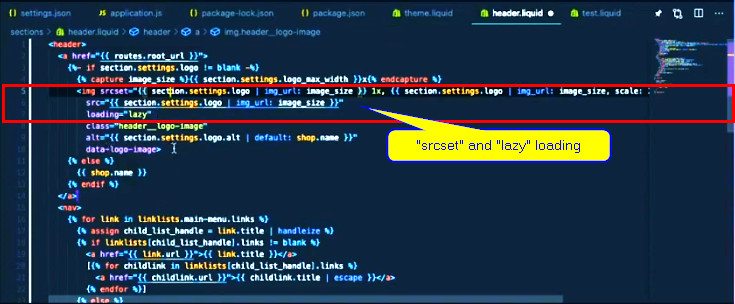 settings.json application.js package-lock.json package.json theme.liquid header.liquid test.liquid
sections > header.liquid > header > a > img.header__logo-image
1 <header>
<a href="{{ routes.root_url }}">
{%- if section.settings.logo != blank -%}
{% capture image_size %}{{ section.settings.logo_max_width }}x{% endcapture %}
5 <img srcset="{{ section.settings.logo | img_url: image_size }} 1x, {{ section.settings.logo | img_url: image_size, scale:
src="{{ section.settings.logo | img_url: image_size }}"
loading="lazy"
class="header__logo-image"
alt="{{ section.settings.logo.alt | default: shop.name }}"
data-logo-image>
{% else %}
{{ shop.name }}
{% endif %}
</a>
<nav>
{% for link in linklists.main-menu.links %}
{% assign child_list_handle = link.title | handleize %}
{% if linklists[child_list_handle].links != blank %}
<a href="{{ link.url }}">{{ link.title }}</a>
[{% for childlink in linklists[child_list_handle].links %}
<a href="{{ childlink.url }}">{{ childlink.title | escape }}</a>
{% endfor %}]
{% else %}
"srcset" and "lazy" loading